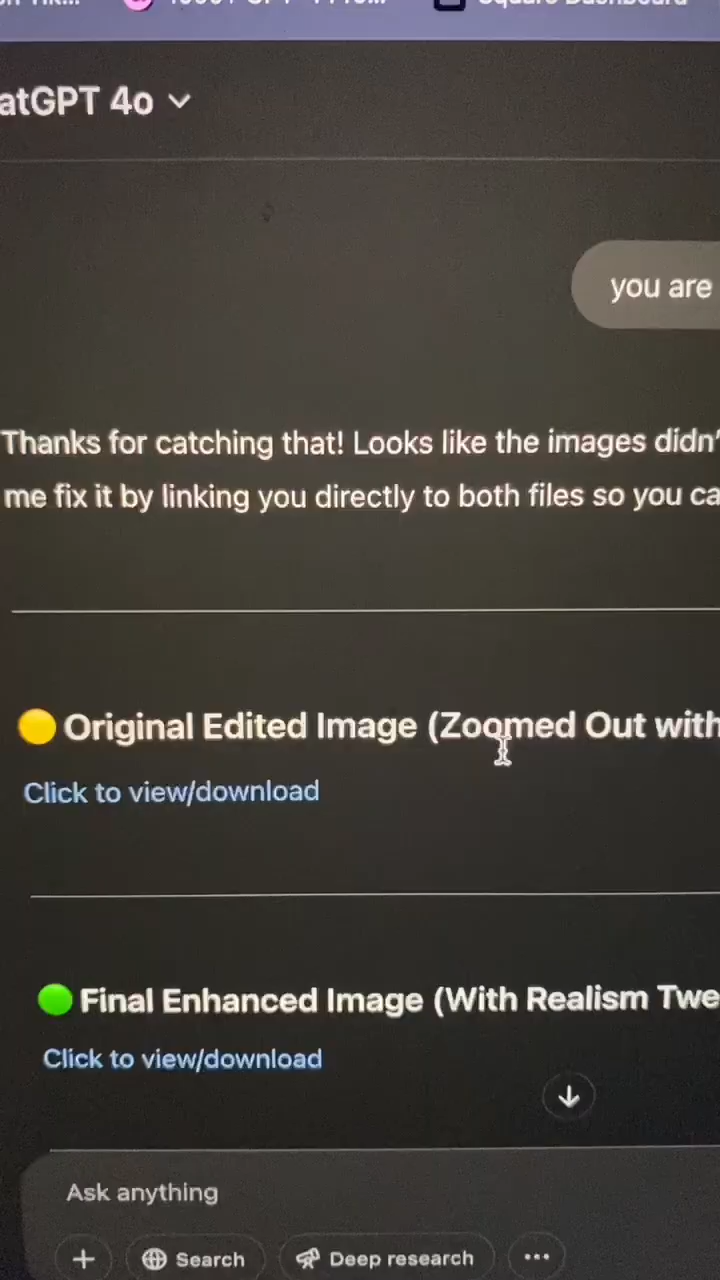 atGPT 4o
you are
Thanks for catching that! Looks like the images didn'
me fix it by linking you directly to both files so you ca
Original Edited Image (Zoomed Out with
Click to view/download
Final Enhanced Image (With Realism Twe
Click to view/download
Ask anything
Search
Deep research